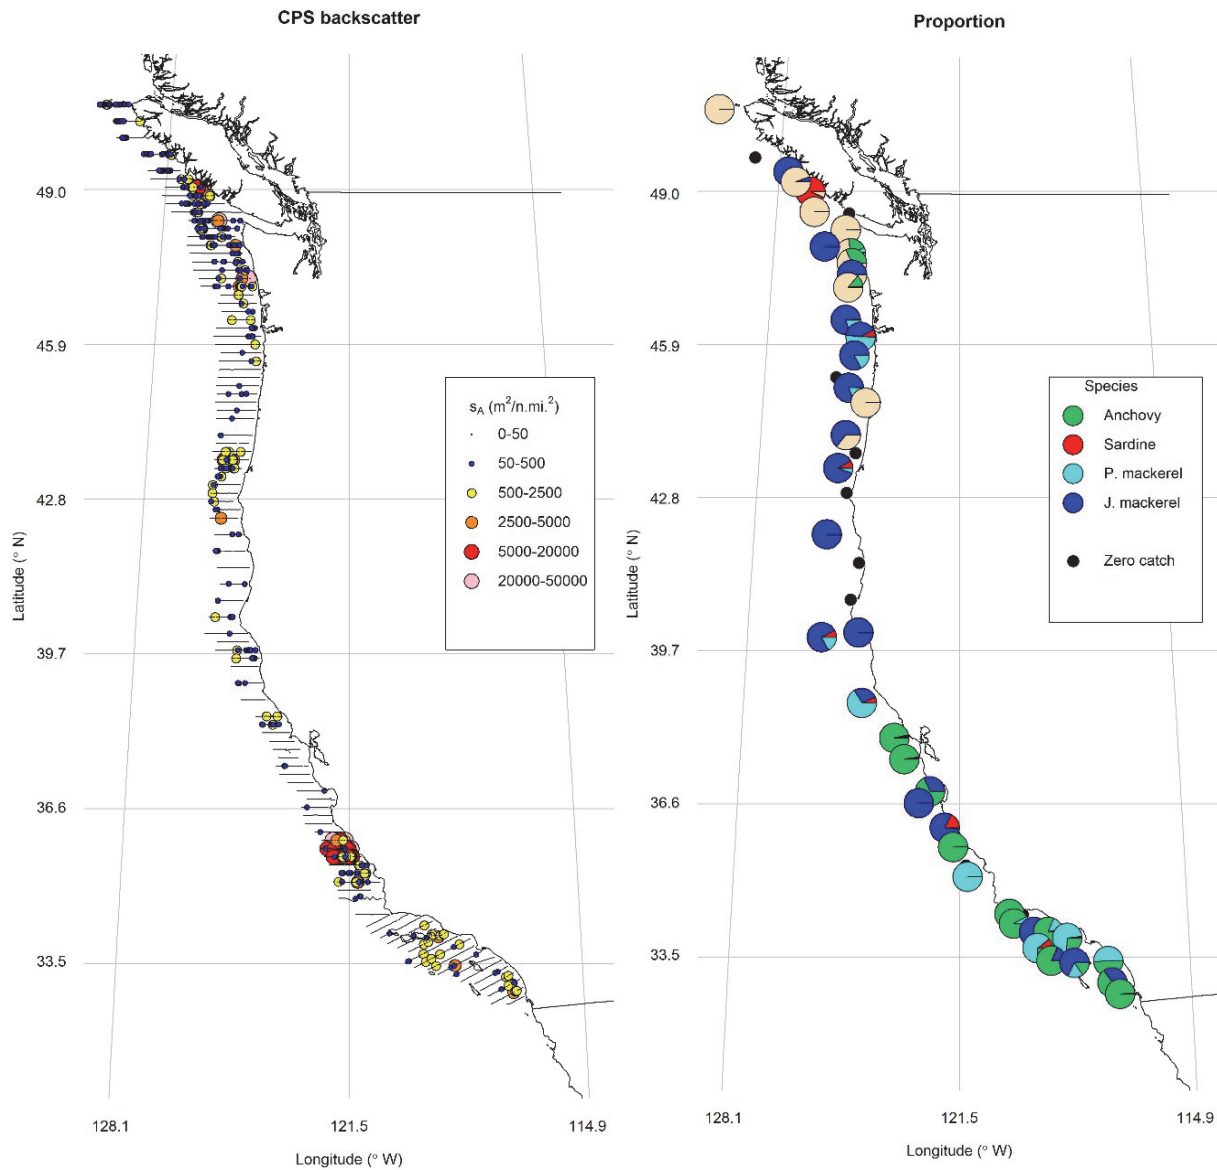 CPS backscatter
49.0
45.9
42.8
39.7
36.6
33.5
Latitude (° N)
128.1
121.5
114.9
Longitude (° W)
s_A (m²/n.mi.²)
0-50
50-500
500-2500
2500-5000
5000-20000
20000-50000
Proportion
49.0
45.9
42.8
39.7
36.6
33.5
Latitude (° N)
128.1
121.5
114.9
Longitude (° W)
Species
Anchovy
Sardine
P. mackerel
J. mackerel
Zero catch